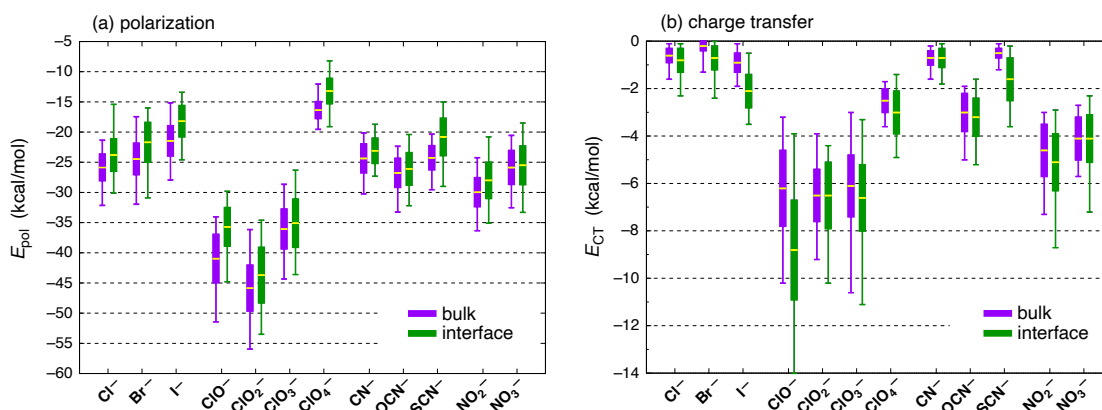 (a) polarization
E_pol (kcal/mol)
−5
−10
−15
−20
−25
−30
−35
−40
−45
−50
−55
−60
bulk
interface
Cl⁻ Br⁻ I⁻ ClO⁻ ClO₂⁻ ClO₃⁻ ClO₄⁻ CN⁻ OCN⁻ SCN⁻ NO₂⁻ NO₃⁻
(b) charge transfer
E_CT (kcal/mol)
0
−2
−4
−6
−8
−10
−12
−14
bulk
interface
Cl⁻ Br⁻ I⁻ ClO⁻ ClO₂⁻ ClO₃⁻ ClO₄⁻ CN⁻ OCN⁻ SCN⁻ NO₂⁻ NO₃⁻